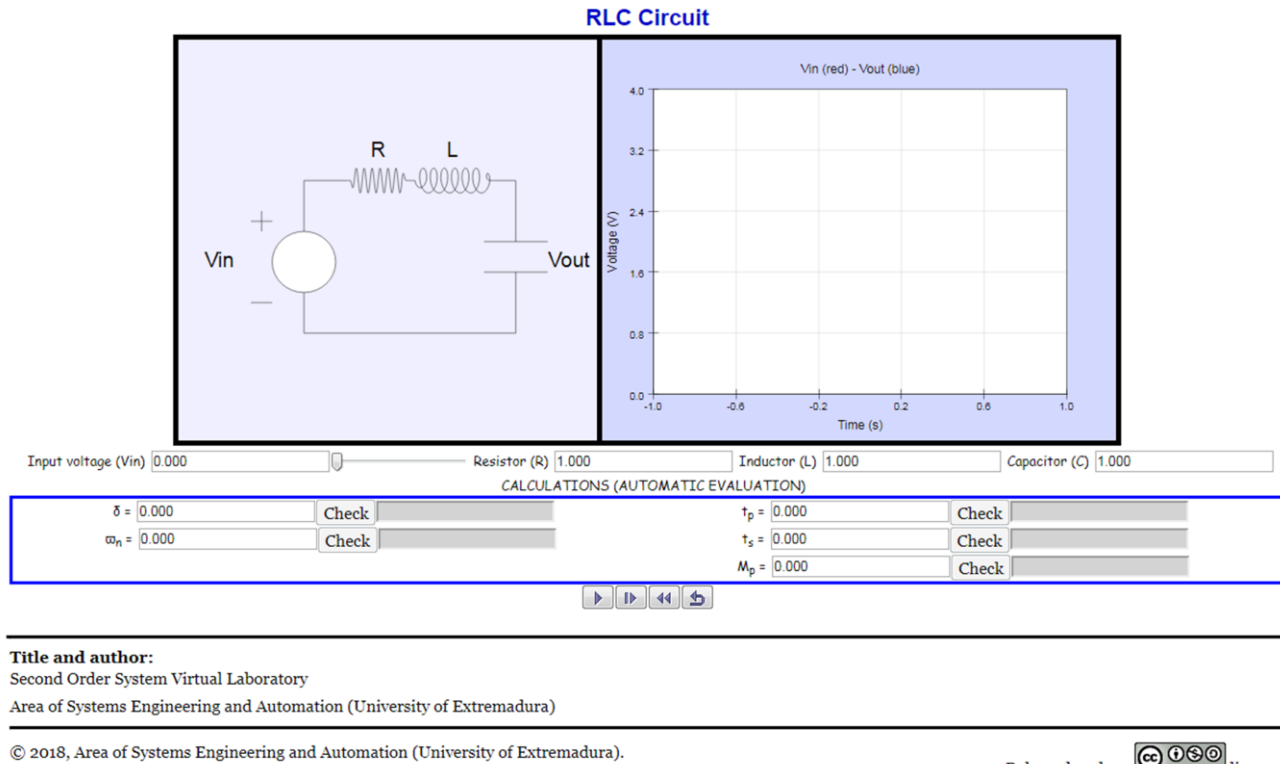 RLC Circuit
Vin (red) - Vout (blue)
R L
+
Vin
Vout
−
Voltage (V)
4.0
3.2
2.4
1.6
0.8
0.0
-1.0 -0.6 -0.2 0.2 0.6 1.0
Time (s)
Input voltage (Vin) 0.000 Resistor (R) 1.000 Inductor (L) 1.000 Capacitor (C) 1.000
CALCULATIONS (AUTOMATIC EVALUATION)
δ = 0.000 Check tp = 0.000 Check
ϖn = 0.000 Check ts = 0.000 Check
Mp = 0.000 Check
Title and author:
Second Order System Virtual Laboratory
Area of Systems Engineering and Automation (University of Extremadura)
© 2018, Area of Systems Engineering and Automation (University of Extremadura).
cc